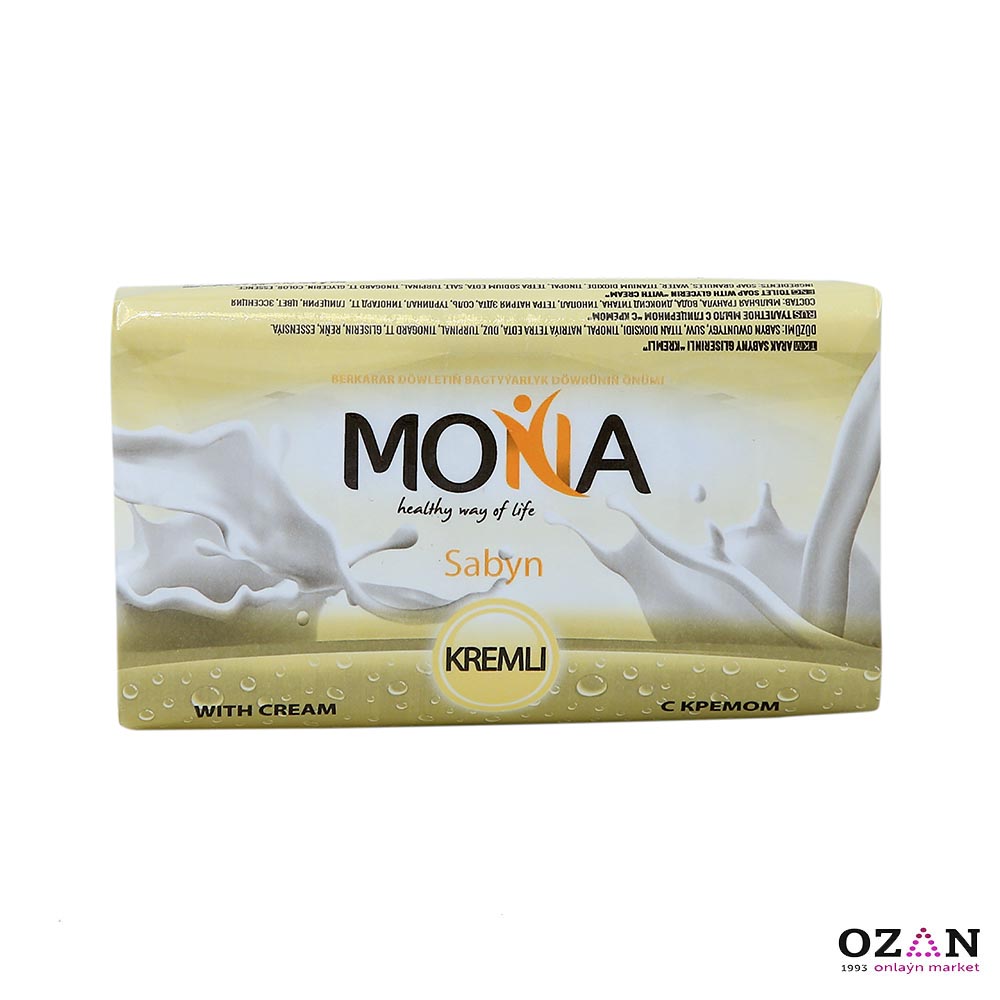 TKM ARAK SABYNY GLISERINLI "KREMLI"
DÜZÜMI: SABYN OWUNTYGY, SUW, TITAN DIOKSIDI, TINOPAL, NATRIÝA TETRA EDTA, DUZ, TURPINAL, TINOGARD TT, GLISERIN, REŇK, ESSENSIÝA.
RUS ТУАЛЕТНОЕ МЫЛО С ГЛИЦЕРИНОМ "С КРЕМОМ"
СОСТАВ: МЫЛЬНАЯ ГРАНУЛА, ВОДА, ДИОКСИД ТИТАНА, ТИНОПАЛ, ТЕТРА НАТРИЯ ЭДТА, СОЛЬ, ТУРПИНАЛ, ТИНОГАРД ТТ, ГЛИЦЕРИН, ЦВЕТ, ЭССЕНЦИЯ
TOILET SOAP WITH GLYCERIN "WITH CREAM"
INGREDIENTS: SOAP GRANULES, WATER, TITANIUM DIOXIDE, TINOPAL, TETRA SODIUM EDTA, SALT, TURPINAL, TINOGARD TT, GLYCERIN, COLOR, ESSENCE
BERKARAR DÖWLETIŇ BAGTYÝARLYK DÖWRÜNIŇ ÖNÜMI
MONA
healthy way of life
Sabyn
KREMLI
WITH CREAM
С КРЕМОМ
OZAN
1993 onlaýn market